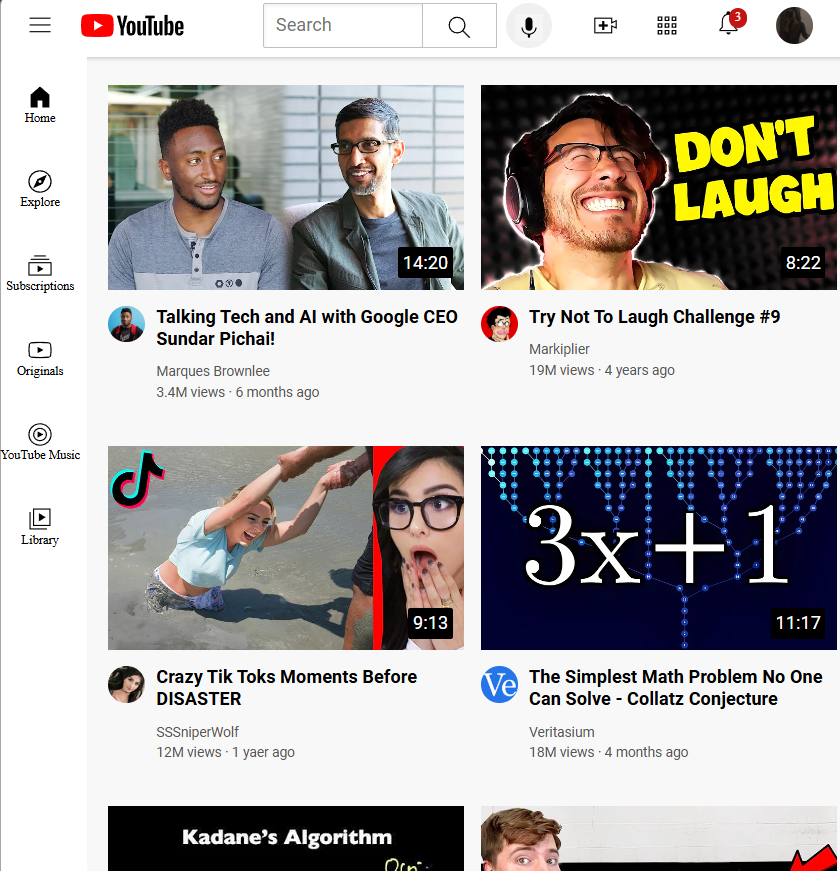 YouTube
Search
3
Home
Explore
Subscriptions
Originals
YouTube Music
Library
14:20
DON'T
LAUGH
8:22
Talking Tech and AI with Google CEO
Sundar Pichai!
Marques Brownlee
3.4M views · 6 months ago
Try Not To Laugh Challenge #9
Markiplier
19M views · 4 years ago
9:13
3x+1
11:17
Crazy Tik Toks Moments Before
DISASTER
SSSniperWolf
12M views · 1 yaer ago
Ve
The Simplest Math Problem No One
Can Solve - Collatz Conjecture
Veritasium
18M views · 4 months ago
Kadane's Algorithm